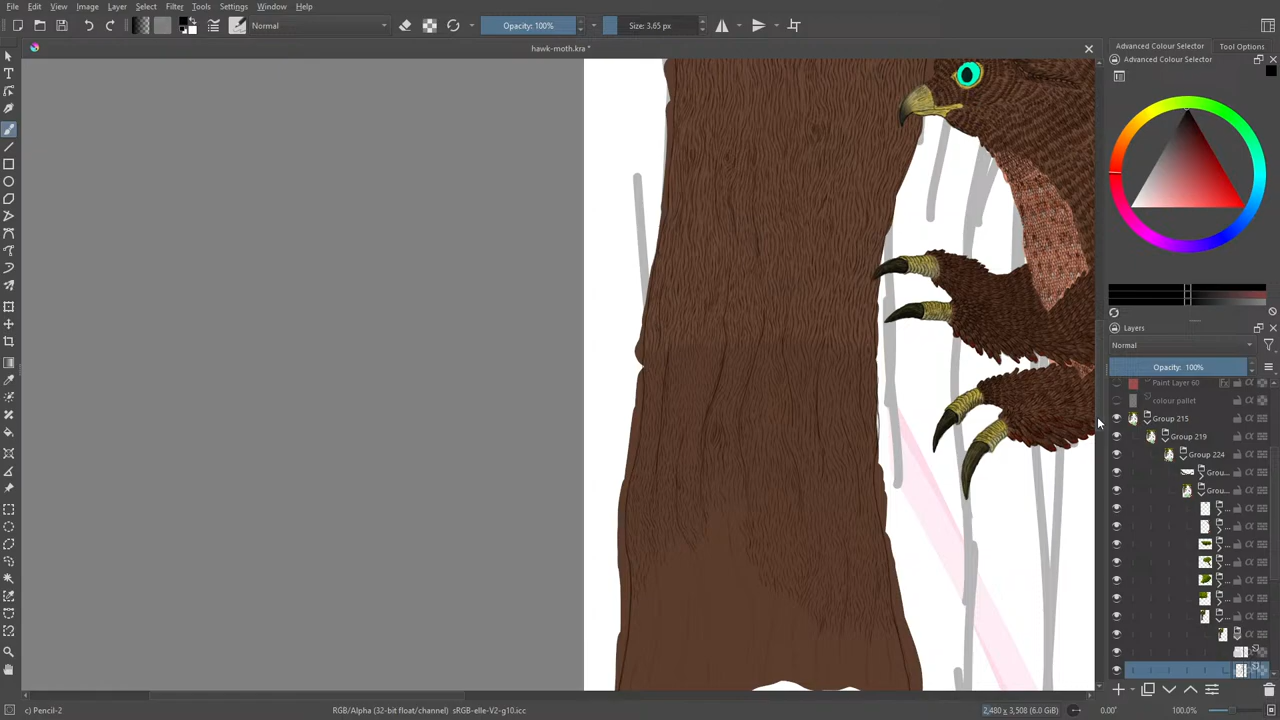 File Edit View Image Layer Select Filter Tools Settings Window Help
Normal Opacity: 100% Size: 3.65 px
hawk-moth.kra *
Advanced Colour Selector Tool Options
Advanced Colour Selector
Layers
Normal
Opacity: 100%
Paint Layer 60
colour pallet
Group 215
Group 219
Group 224
Grou...
Grou...
c) Pencil-2 RGB/Alpha (32-bit float/channel) sRGB-elle-V2-g10.icc 2,480 x 3,508 (6.0 GiB) 0.00° 100.0%